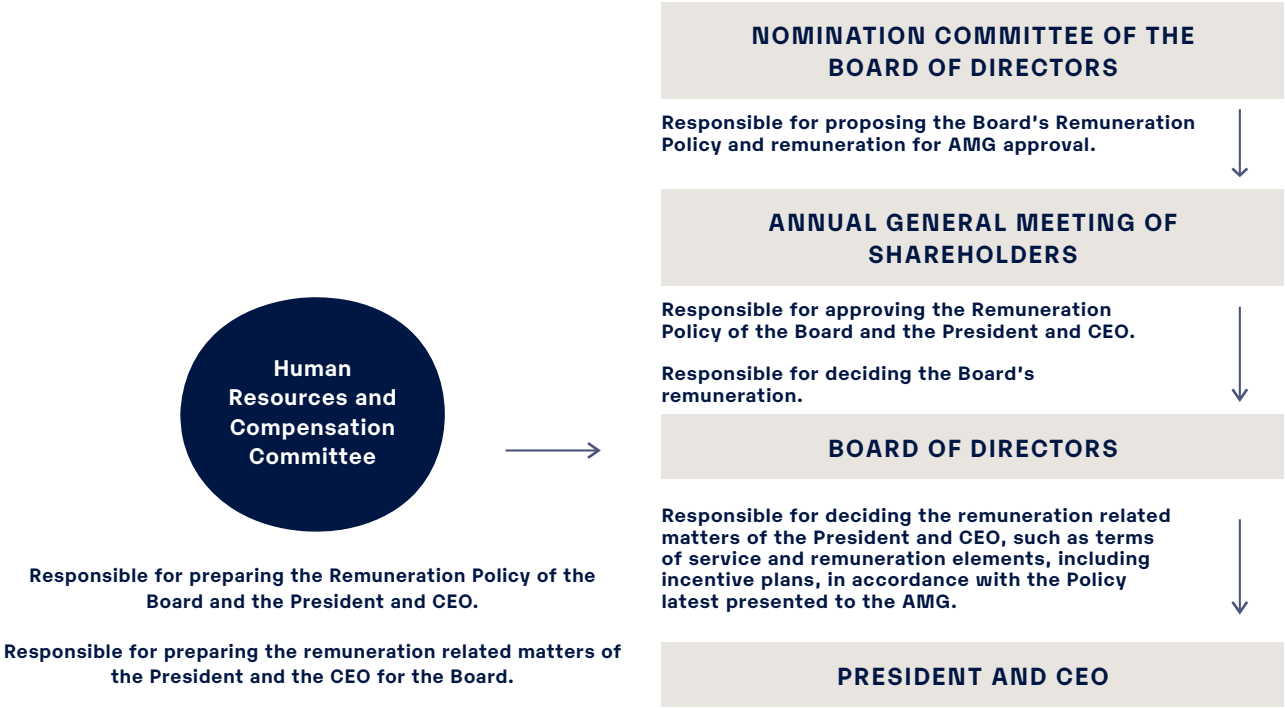 NOMINATION COMMITTEE OF THE
BOARD OF DIRECTORS
Responsible for proposing the Board's Remuneration
Policy and remuneration for AMG approval.
ANNUAL GENERAL MEETING OF
SHAREHOLDERS
Responsible for approving the Remuneration
Policy of the Board and the President and CEO.
Responsible for deciding the Board's
remuneration.
Human
Resources and
Compensation
Committee
Responsible for preparing the Remuneration Policy of the
Board and the President and CEO.
Responsible for preparing the remuneration related matters of
the President and the CEO for the Board.
BOARD OF DIRECTORS
Responsible for deciding the remuneration related
matters of the President and CEO, such as terms
of service and remuneration elements, including
incentive plans, in accordance with the Policy
latest presented to the AMG.
PRESIDENT AND CEO